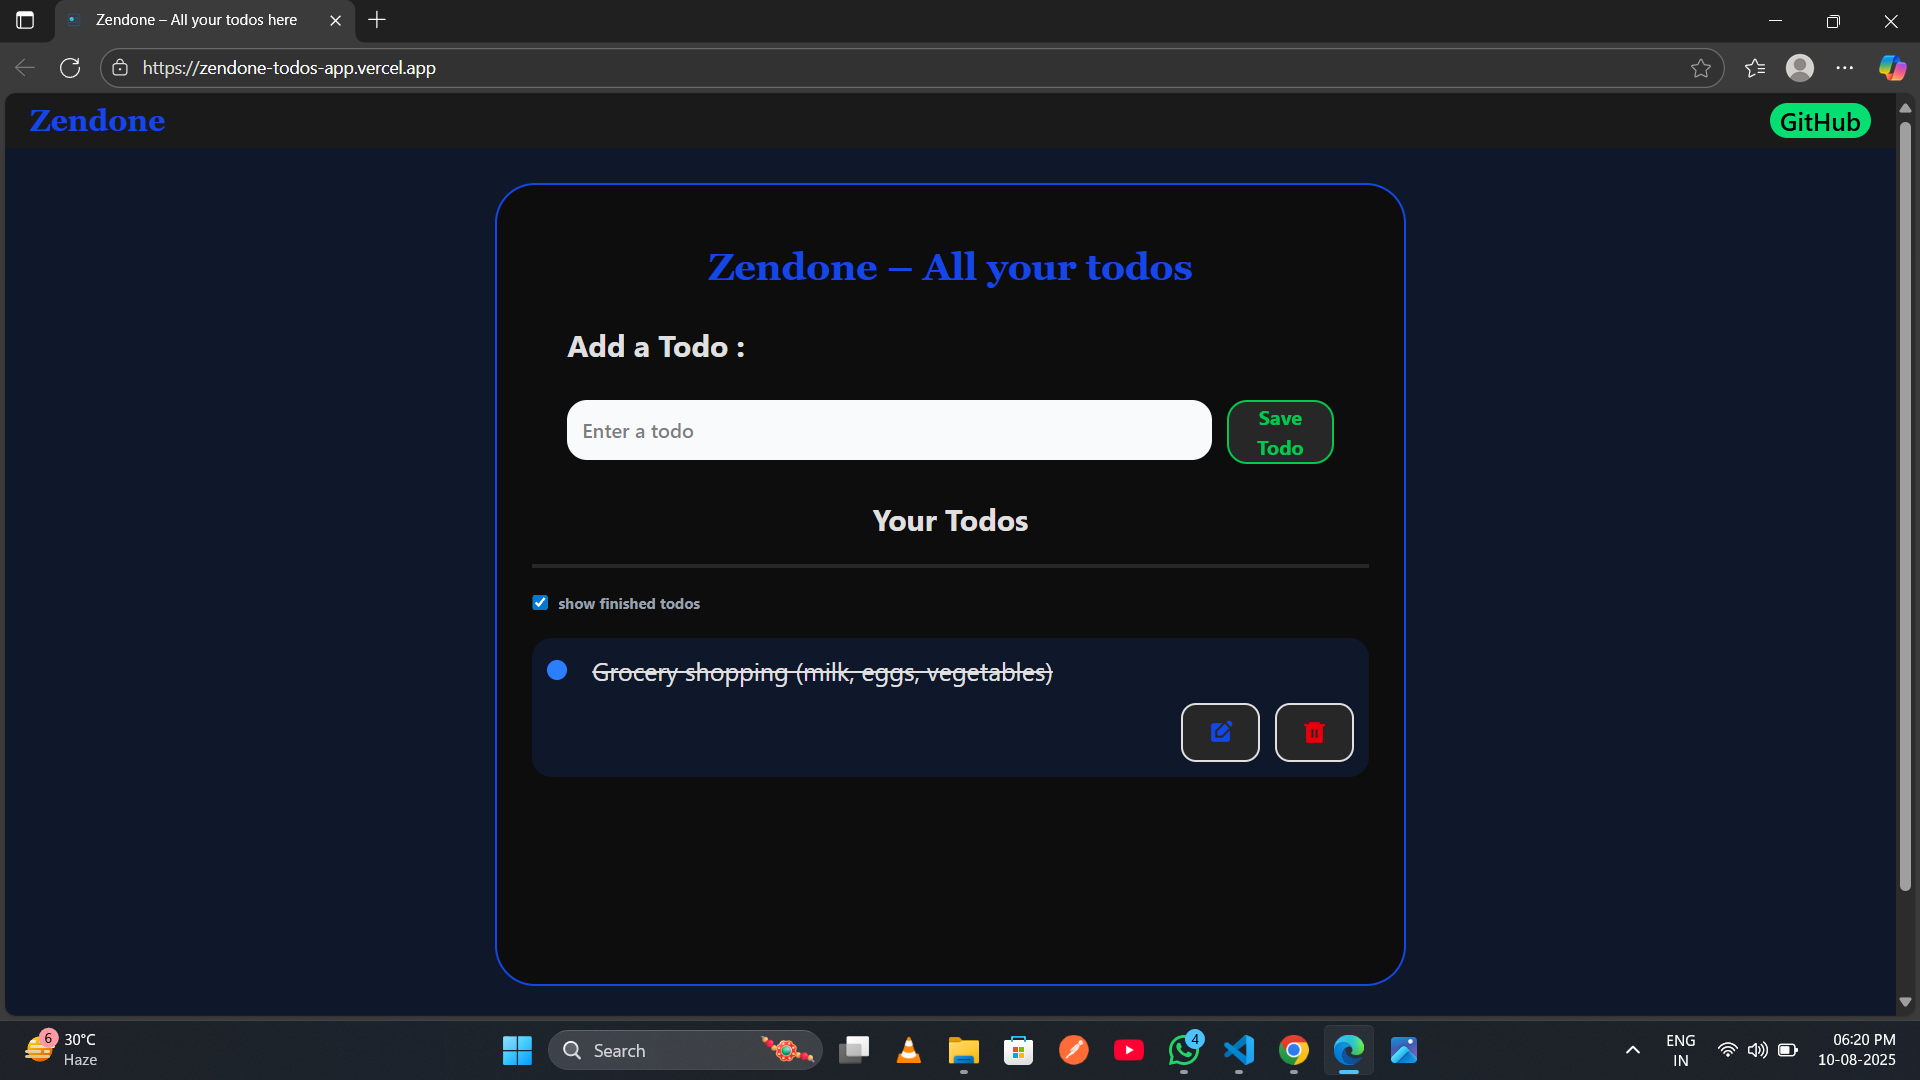 Zendone – All your todos here
https://zendone-todos-app.vercel.app
Zendone
GitHub
Zendone – All your todos
Add a Todo :
Enter a todo
Save
Todo
Your Todos
show finished todos
Grocery shopping (milk, eggs, vegetables)
6
30°C
Haze
Search
4
ENG
IN
06:20 PM
10-08-2025